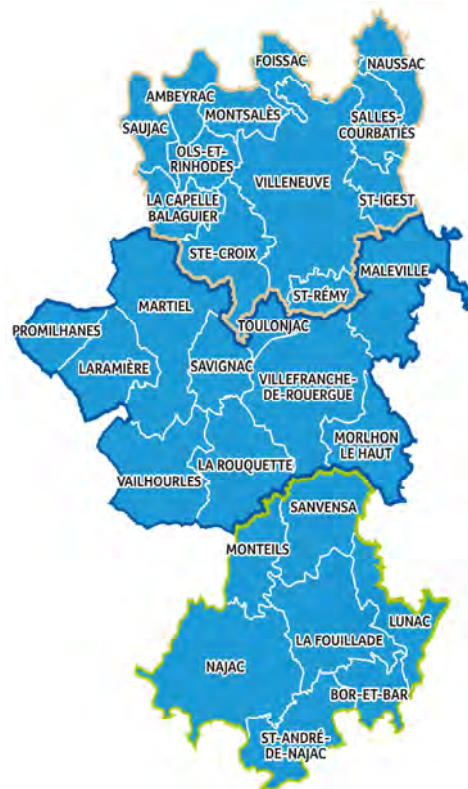 FOISSAC
NAUSSAC
AMBEYRAC
MONTSALÈS
SALLES-
COURBATIÈS
SAUJAC
OLS-ET-
RINHODES
VILLENEUVE
LA CAPELLE
BALAGUIER
ST-IGEST
STE-CROIX
MALEVILLE
ST-RÉMY
MARTIEL
TOULONJAC
PROMILHANES
LARAMIÈRE
SAVIGNAC
VILLEFRANCHE-
DE-ROUERGUE
MORLHON
LE HAUT
LA ROUQUETTE
VAILHOURLES
SANVENSA
MONTEILS
LUNAC
LA FOUILLADE
NAJAC
BOR-ET-BAR
ST-ANDRÉ-
DE-NAJAC